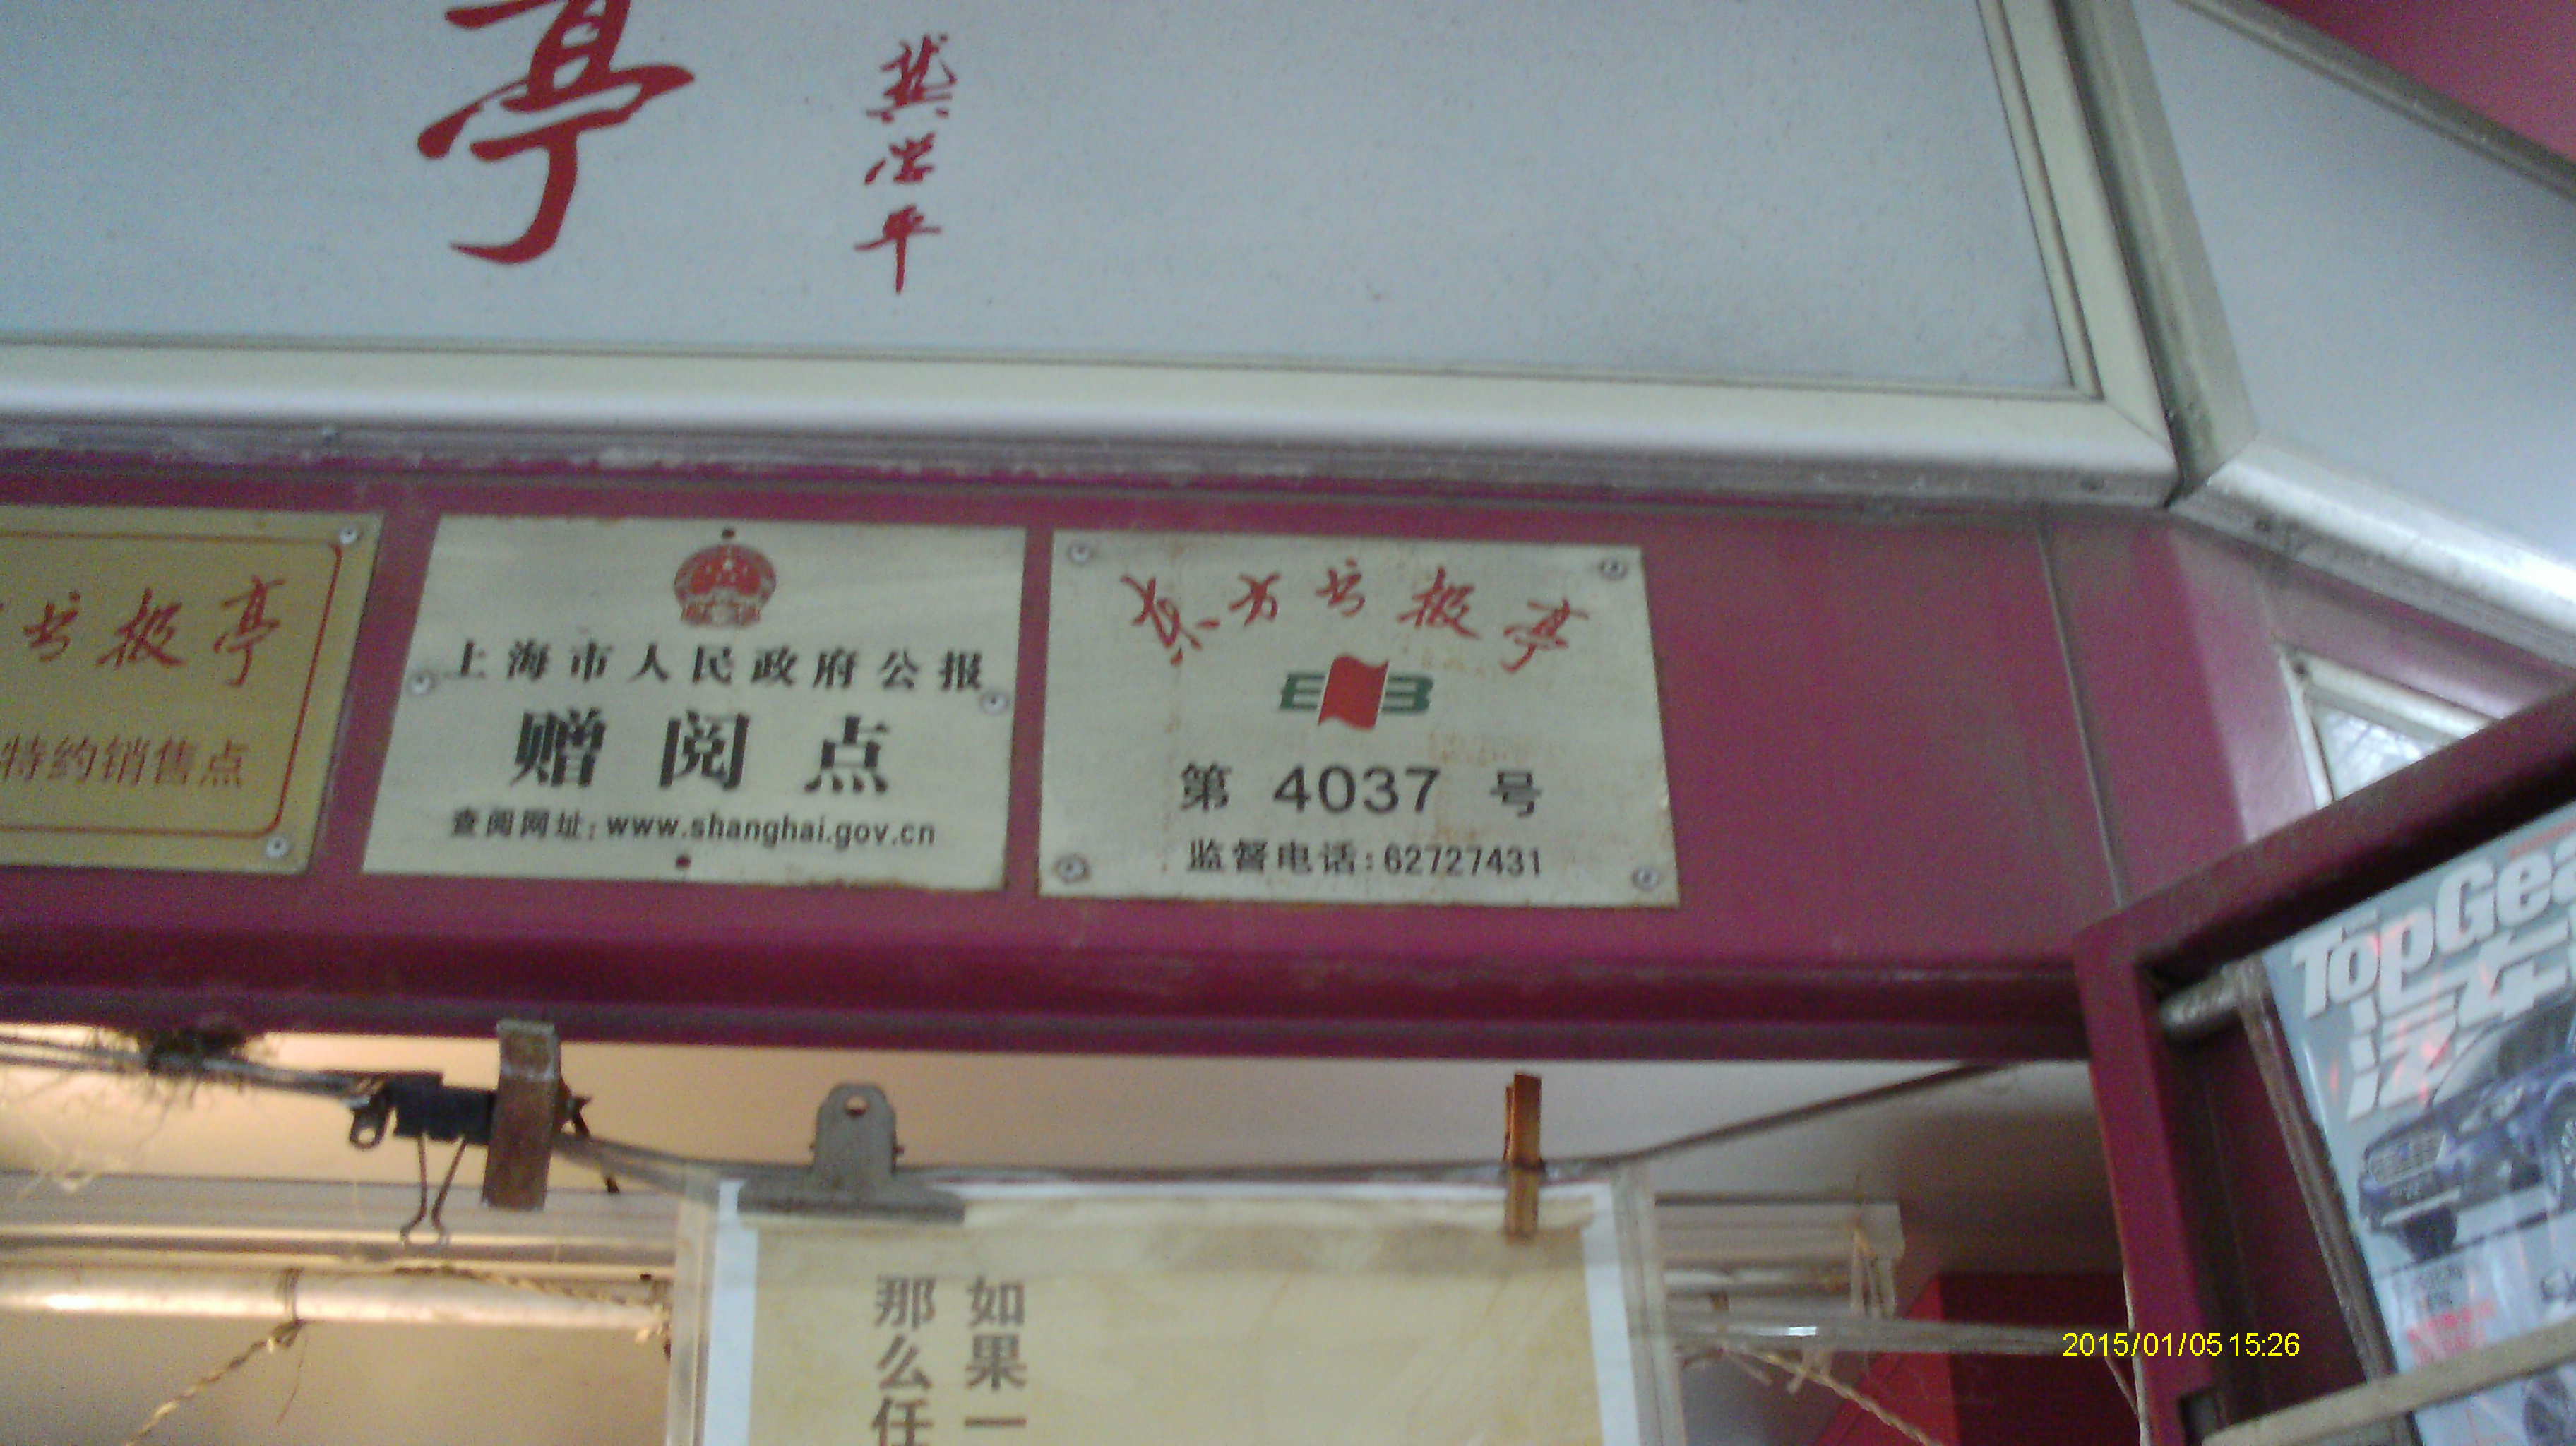 亭
龚学平
书报亭
特约销售点
上海市人民政府公报
赠阅点
查阅网址:www.shanghai.gov.cn
东方书报亭
EB
第 4037 号
监督电话:62727431
TopGea
汽车
如果一
那么任
2015/01/05 15:26